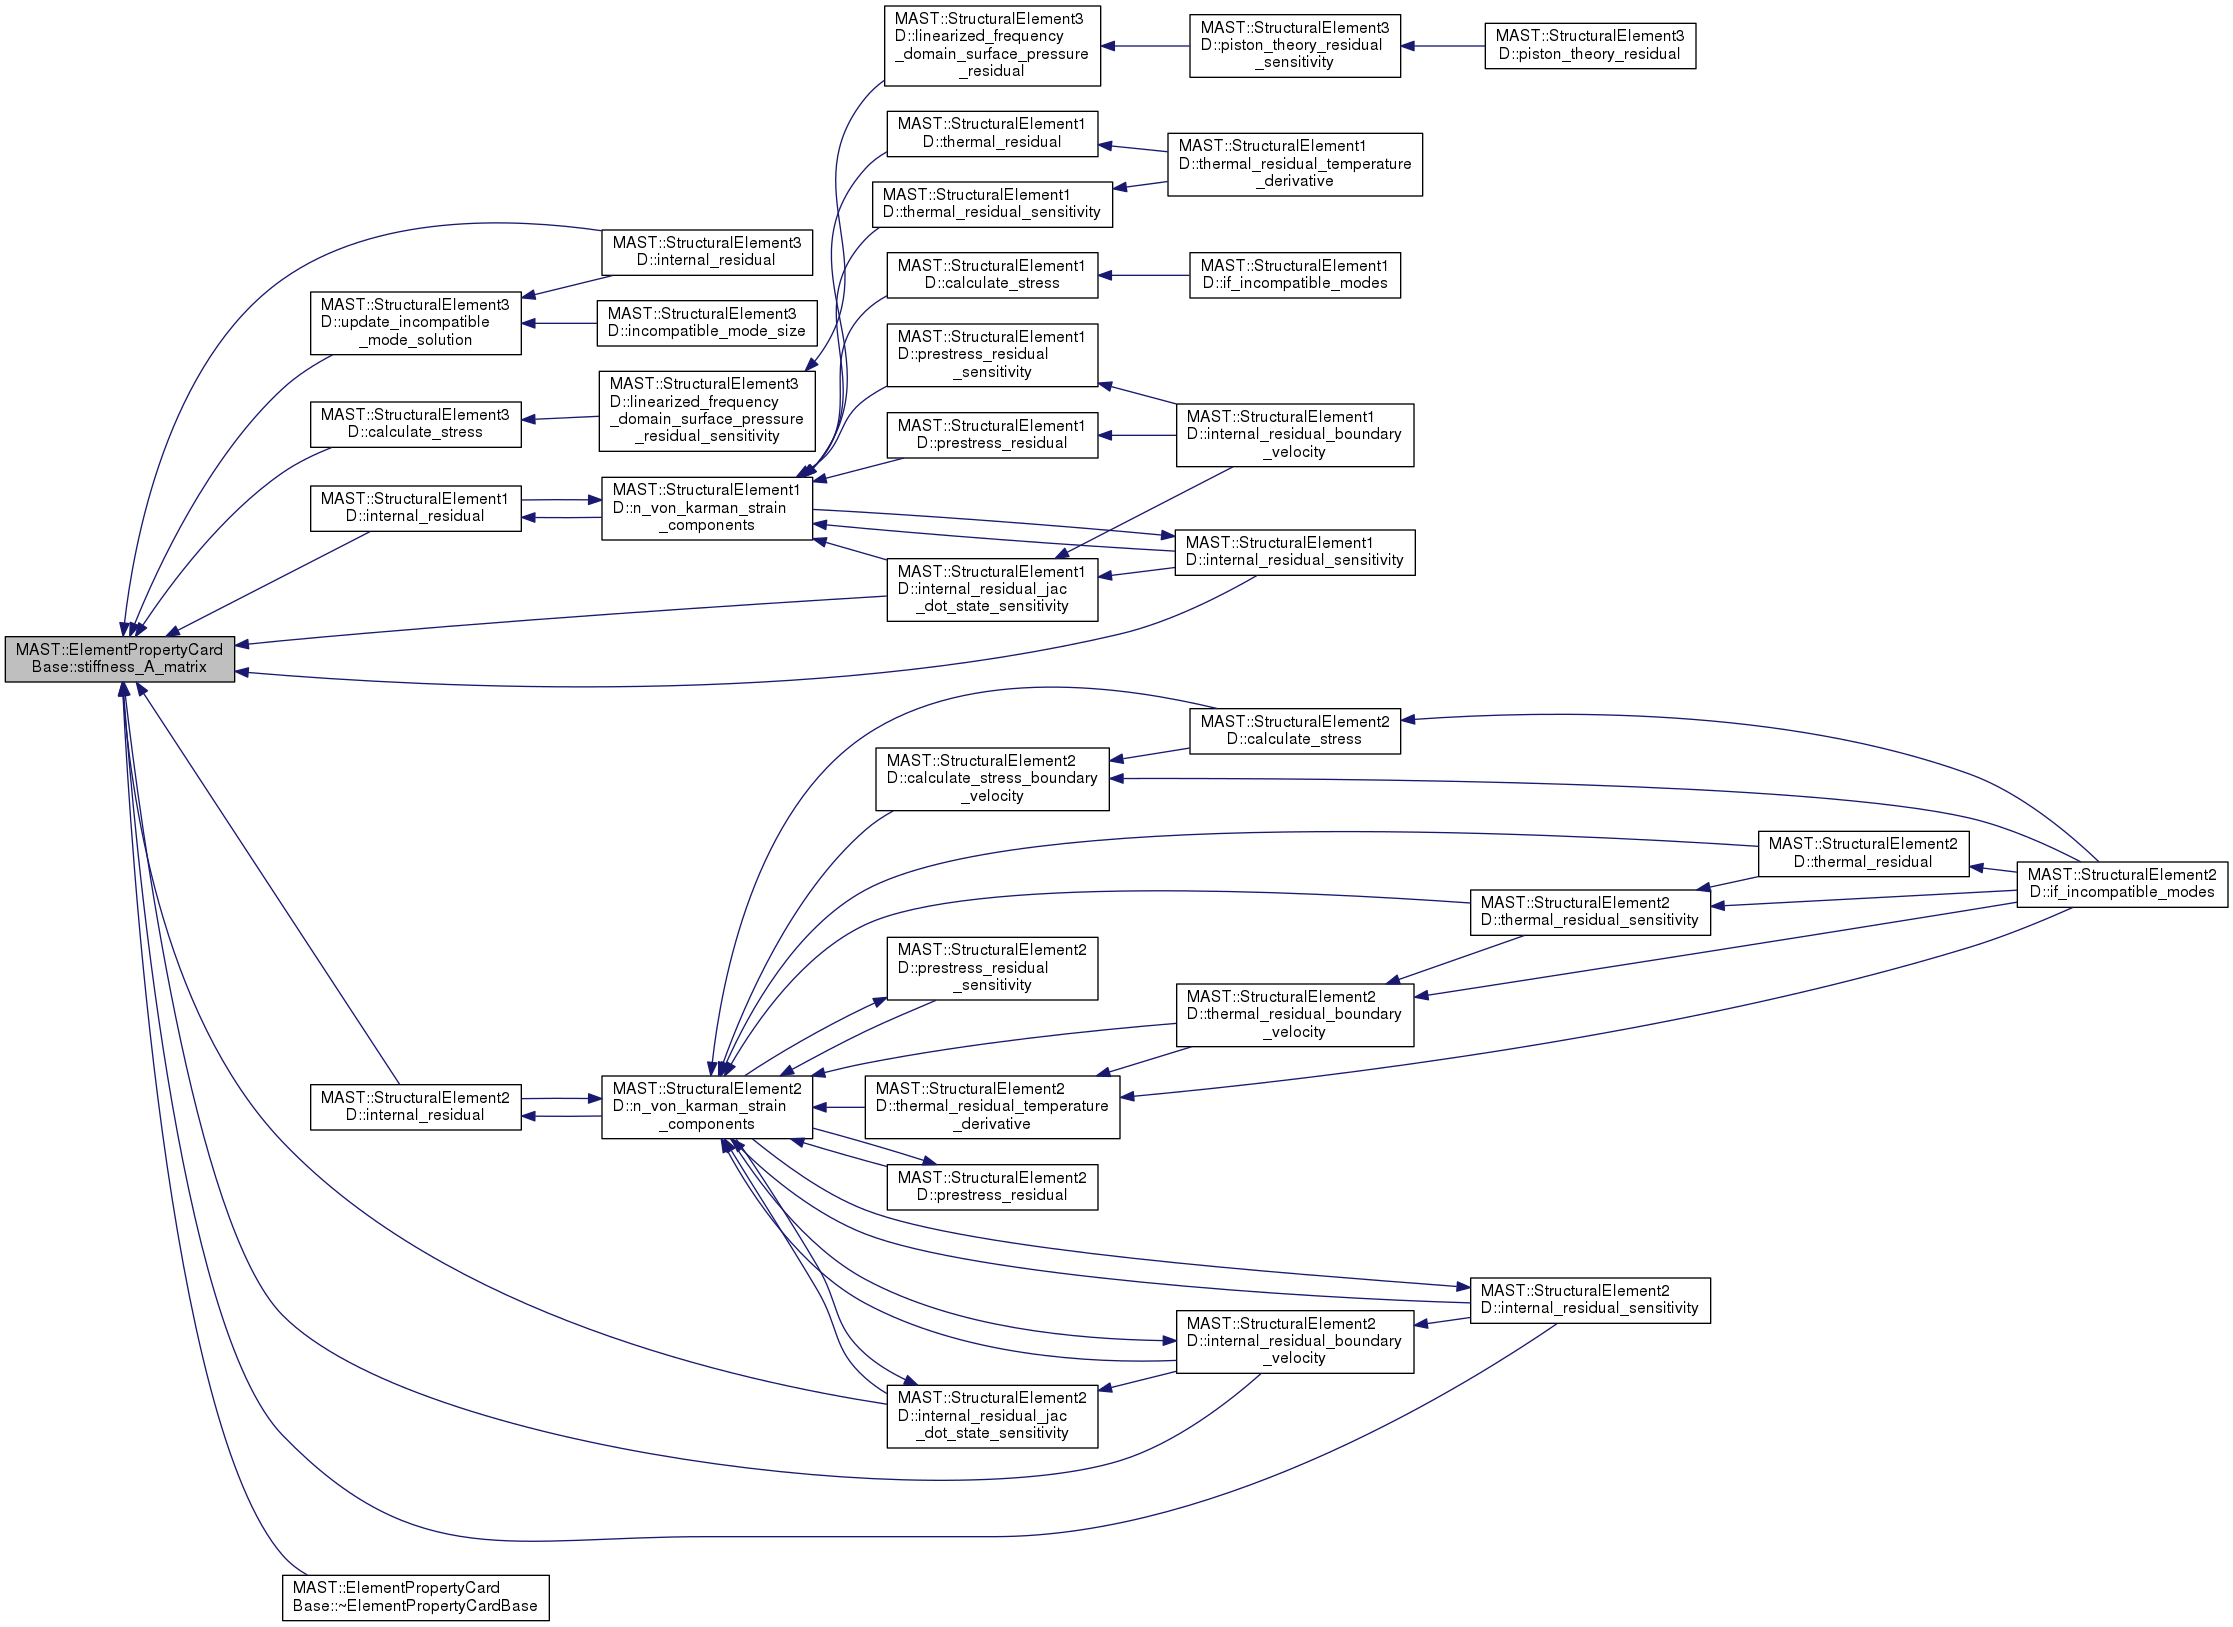 MAST::StructuralElement3
D::linearized_frequency
_domain_surface_pressure
_residual
MAST::StructuralElement3
D::piston_theory_residual
_sensitivity
MAST::StructuralElement3
D::piston_theory_residual
MAST::StructuralElement1
D::thermal_residual
MAST::StructuralElement1
D::thermal_residual_temperature
_derivative
MAST::StructuralElement1
D::thermal_residual_sensitivity
MAST::StructuralElement3
D::internal_residual
MAST::StructuralElement1
D::calculate_stress
MAST::StructuralElement1
D::if_incompatible_modes
MAST::StructuralElement3
D::update_incompatible
_mode_solution
MAST::StructuralElement3
D::incompatible_mode_size
MAST::StructuralElement1
D::prestress_residual
_sensitivity
MAST::StructuralElement3
D::calculate_stress
MAST::StructuralElement3
D::linearized_frequency
_domain_surface_pressure
_residual_sensitivity
MAST::StructuralElement1
D::prestress_residual
MAST::StructuralElement1
D::internal_residual_boundary
_velocity
MAST::StructuralElement1
D::internal_residual
MAST::StructuralElement1
D::n_von_karman_strain
_components
MAST::StructuralElement1
D::internal_residual_sensitivity
MAST::StructuralElement1
D::internal_residual_jac
_dot_state_sensitivity
MAST::ElementPropertyCard
Base::stiffness_A_matrix
MAST::StructuralElement2
D::calculate_stress
MAST::StructuralElement2
D::calculate_stress_boundary
_velocity
MAST::StructuralElement2
D::thermal_residual
MAST::StructuralElement2
D::if_incompatible_modes
MAST::StructuralElement2
D::thermal_residual_sensitivity
MAST::StructuralElement2
D::prestress_residual
_sensitivity
MAST::StructuralElement2
D::thermal_residual_boundary
_velocity
MAST::StructuralElement2
D::internal_residual
MAST::StructuralElement2
D::n_von_karman_strain
_components
MAST::StructuralElement2
D::thermal_residual_temperature
_derivative
MAST::StructuralElement2
D::prestress_residual
MAST::StructuralElement2
D::internal_residual_sensitivity
MAST::StructuralElement2
D::internal_residual_boundary
_velocity
MAST::StructuralElement2
D::internal_residual_jac
_dot_state_sensitivity
MAST::ElementPropertyCard
Base::~ElementPropertyCardBase